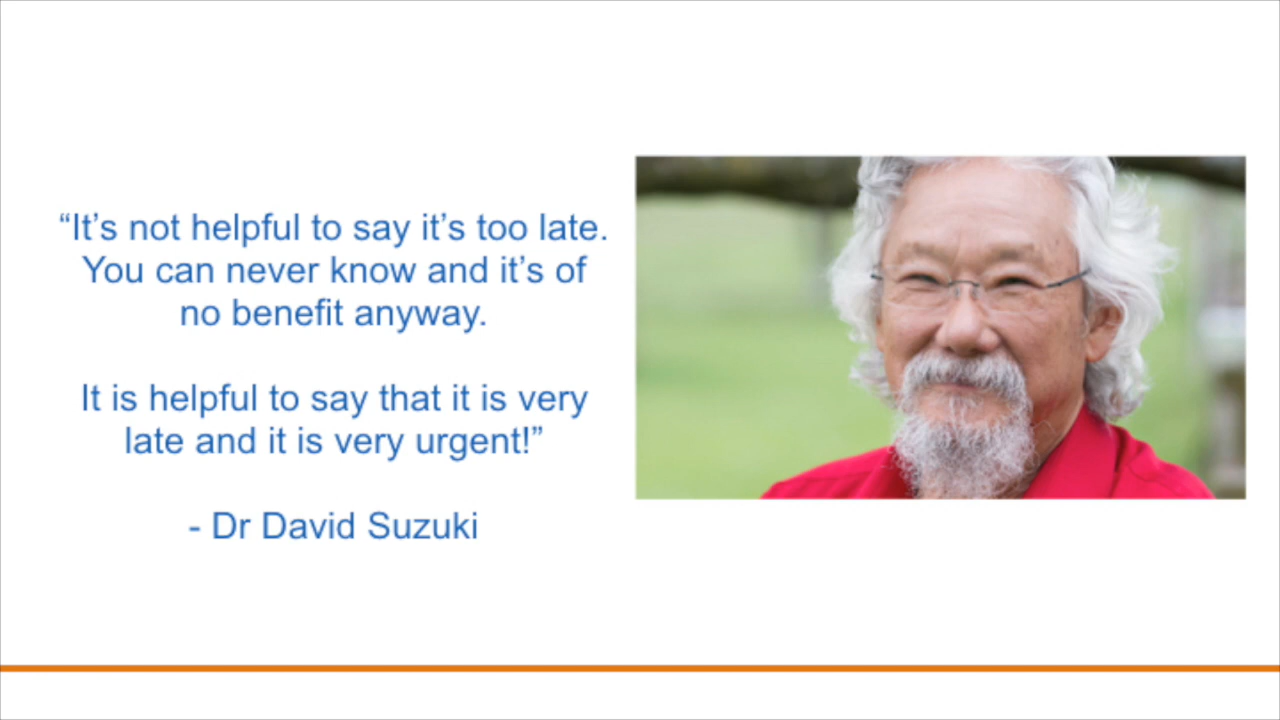 “It’s not helpful to say it’s too late.
You can never know and it’s of
no benefit anyway.
It is helpful to say that it is very
late and it is very urgent!”
- Dr David Suzuki